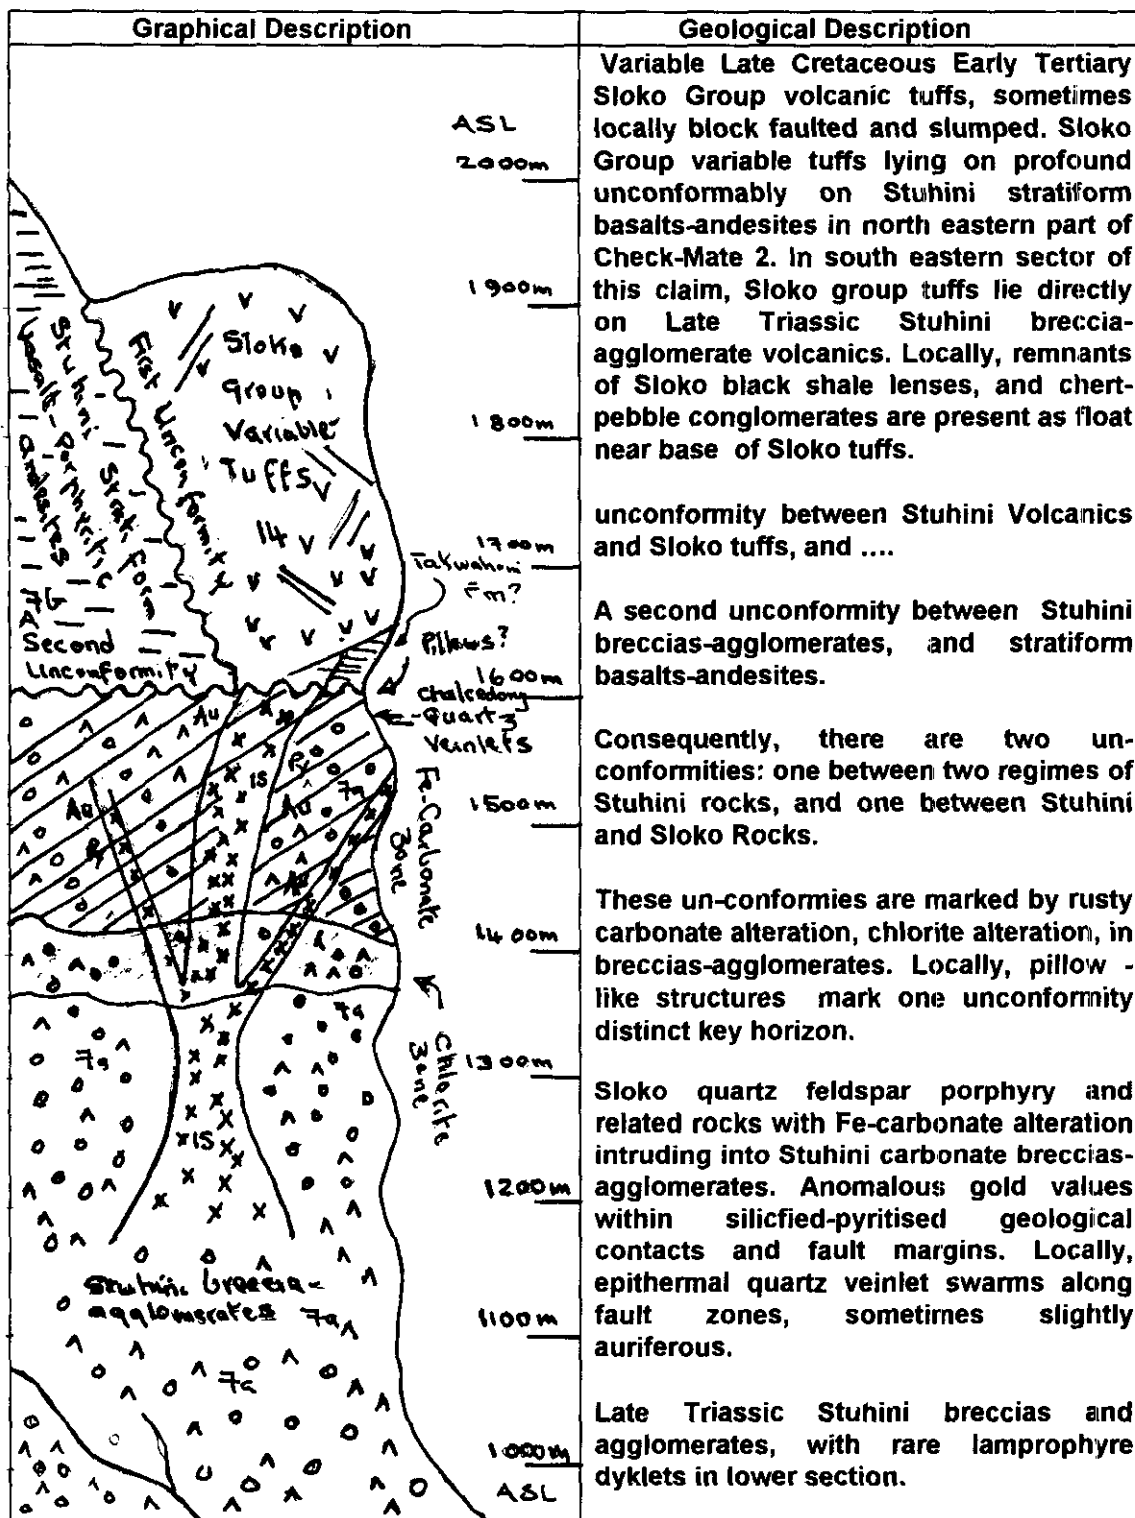 Graphical Description
Geological Description
ASL
2000m
1900m
1800m
1700m
1600m
1500m
1400m
1300m
1200m
1100m
1000m
ASL
Stuhini Stratiform
basalts-Porphyritic
andesites
First Unconformity
Sloko
Group
Variable
Tuffs
14
Takwahoni
Fm?
Pillows?
Second
Unconformity
Chalcedony
Quartz
Veinlets
Au
IS
Py
7a
Au
Au
Au
Py
Fe-Carbonate
Zone
7a
Chlorite
Zone
7a
IS
Stuhini breccia-
agglomerates 7a
7a
Variable Late Cretaceous Early Tertiary
Sloko Group volcanic tuffs, sometimes
locally block faulted and slumped. Sloko
Group variable tuffs lying on profound
unconformably on Stuhini stratiform
basalts-andesites in north eastern part of
Check-Mate 2. In south eastern sector of
this claim, Sloko group tuffs lie directly
on Late Triassic Stuhini breccia-
agglomerate volcanics. Locally, remnants
of Sloko black shale lenses, and chert-
pebble conglomerates are present as float
near base of Sloko tuffs.
unconformity between Stuhini Volcanics
and Sloko tuffs, and ....
A second unconformity between Stuhini
breccias-agglomerates, and stratiform
basalts-andesites.
Consequently, there are two un-
conformities: one between two regimes of
Stuhini rocks, and one between Stuhini
and Sloko Rocks.
These un-conformies are marked by rusty
carbonate alteration, chlorite alteration, in
breccias-agglomerates. Locally, pillow -
like structures mark one unconformity
distinct key horizon.
Sloko quartz feldspar porphyry and
related rocks with Fe-carbonate alteration
intruding into Stuhini carbonate breccias-
agglomerates. Anomalous gold values
within silicfied-pyritised geological
contacts and fault margins. Locally,
epithermal quartz veinlet swarms along
fault zones, sometimes slightly
auriferous.
Late Triassic Stuhini breccias and
agglomerates, with rare lamprophyre
dyklets in lower section.